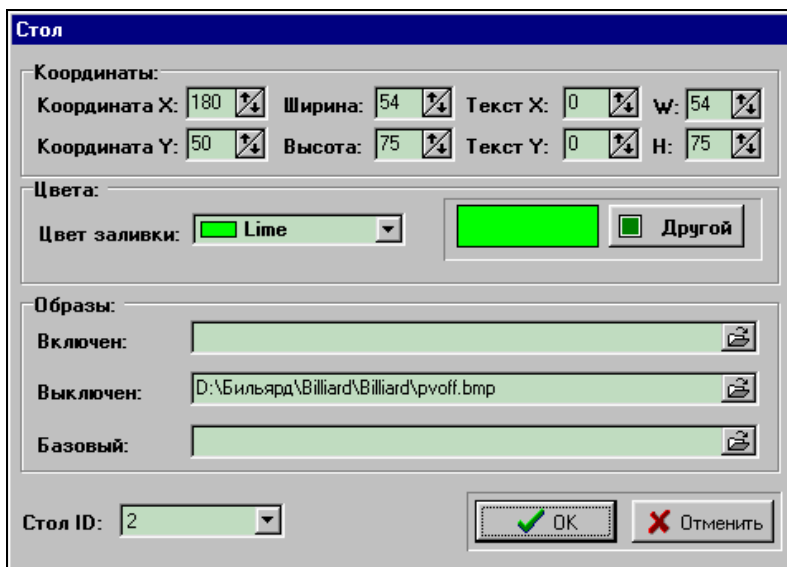 Стол
Координаты:
Координата X: 180 Ширина: 54 Текст X: 0 W: 54
Координата Y: 50 Высота: 75 Текст Y: 0 H: 75
Цвета:
Цвет заливки: Lime Другой
Образы:
Включен:
Выключен: D:\Бильярд\Billiard\Billiard\pvoff.bmp
Базовый:
Стол ID: 2 OK Отменить